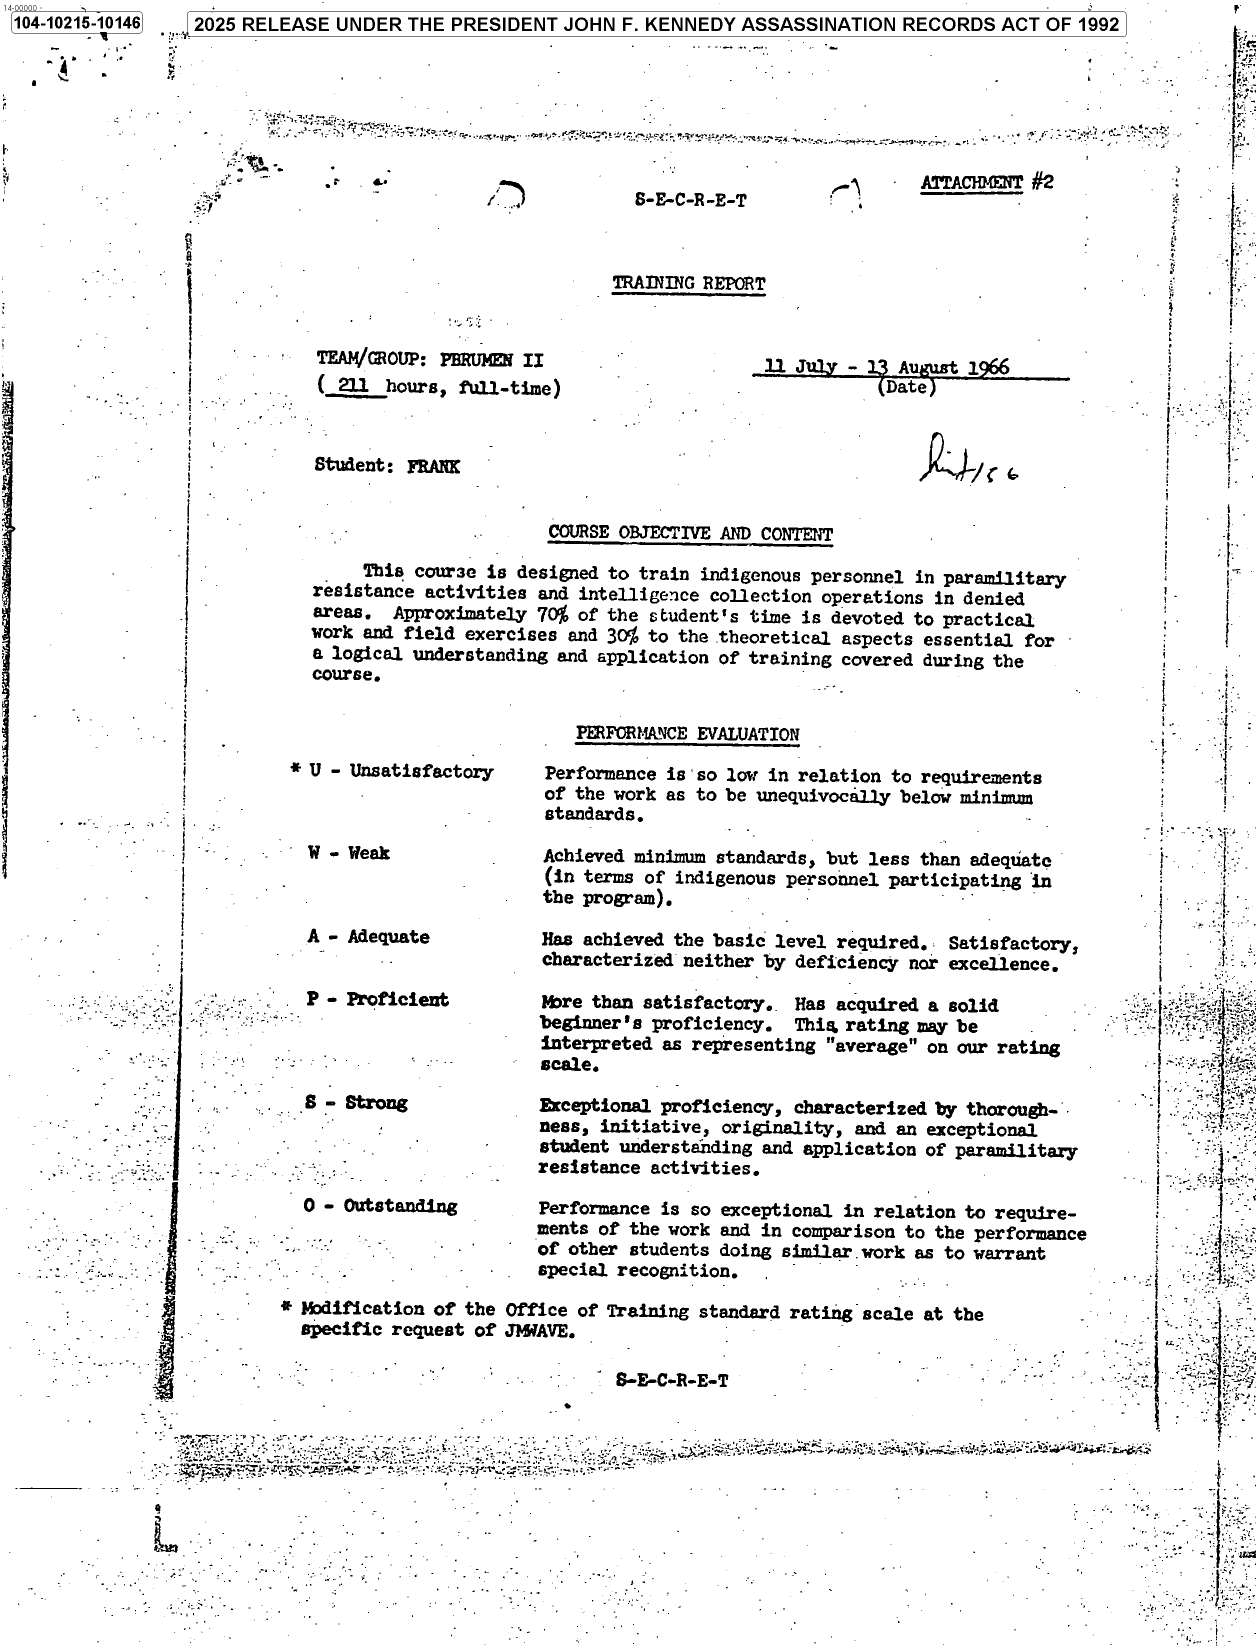 14-00000
104-10215-10146
2025 RELEASE UNDER THE PRESIDENT JOHN F. KENNEDY ASSASSINATION RECORDS ACT OF 1992
ATTACHMENT #2
S-E-C-R-E-T
TRAINING REPORT
TEAM/GROUP: PBRUMEN II
11 July - 13 August 1966
( 211 hours, full-time)
(Date)
Student: FRANK
COURSE OBJECTIVE AND CONTENT
This course is designed to train indigenous personnel in paramilitary
resistance activities and intelligence collection operations in denied
areas. Approximately 70% of the student's time is devoted to practical
work and field exercises and 30% to the theoretical aspects essential for
a logical understanding and application of training covered during the
course.
PERFORMANCE EVALUATION
* U - Unsatisfactory Performance is so low in relation to requirements
of the work as to be unequivocally below minimum
standards.
W - Weak Achieved minimum standards, but less than adequate
(in terms of indigenous personnel participating in
the program).
A - Adequate Has achieved the basic level required. Satisfactory,
characterized neither by deficiency nor excellence.
P - Proficient More than satisfactory. Has acquired a solid
beginner's proficiency. This rating may be
interpreted as representing "average" on our rating
scale.
S - Strong Exceptional proficiency, characterized by thorough-
ness, initiative, originality, and an exceptional
student understanding and application of paramilitary
resistance activities.
O - Outstanding Performance is so exceptional in relation to require-
ments of the work and in comparison to the performance
of other students doing similar work as to warrant
special recognition.
* Modification of the Office of Training standard rating scale at the
specific request of JMWAVE.
S-E-C-R-E-T